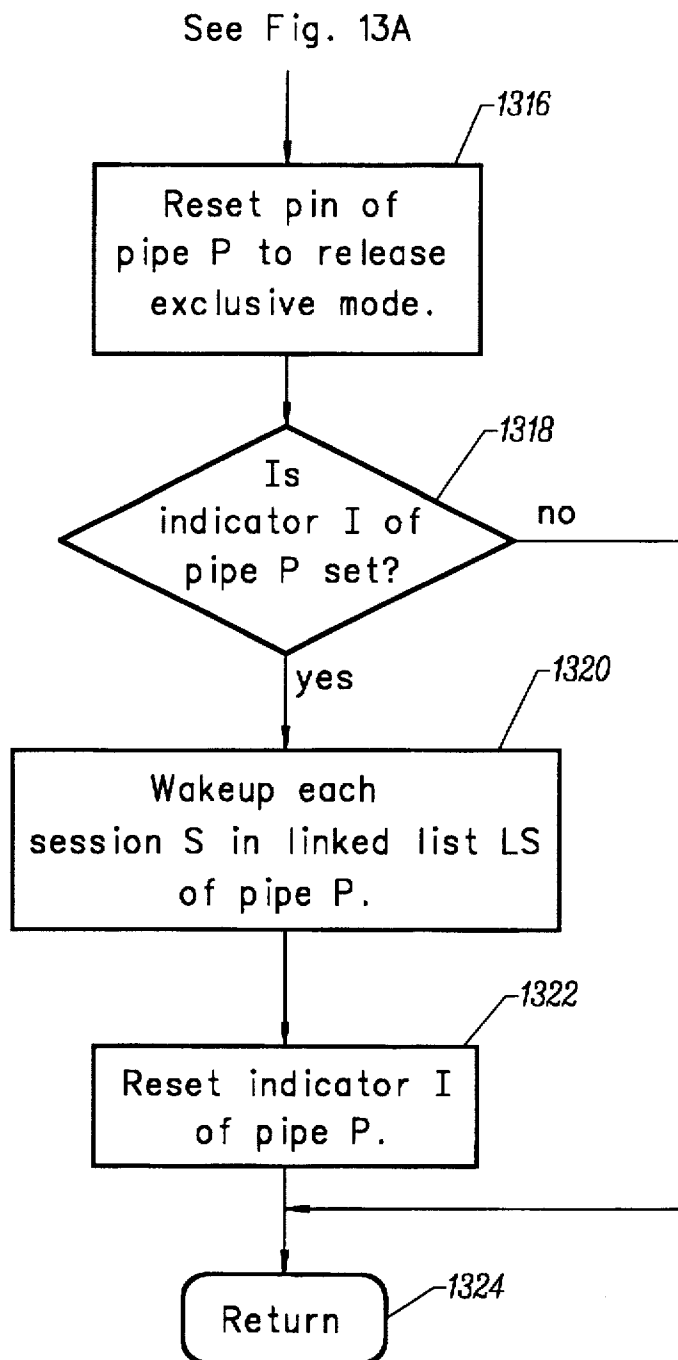 See Fig. 13A
1316
Reset pin of
pipe P to release
exclusive mode.
1318
Is
indicator I of
pipe P set?
no
yes
1320
Wakeup each
session S in linked list LS
of pipe P.
1322
Reset indicator I
of pipe P.
1324
Return